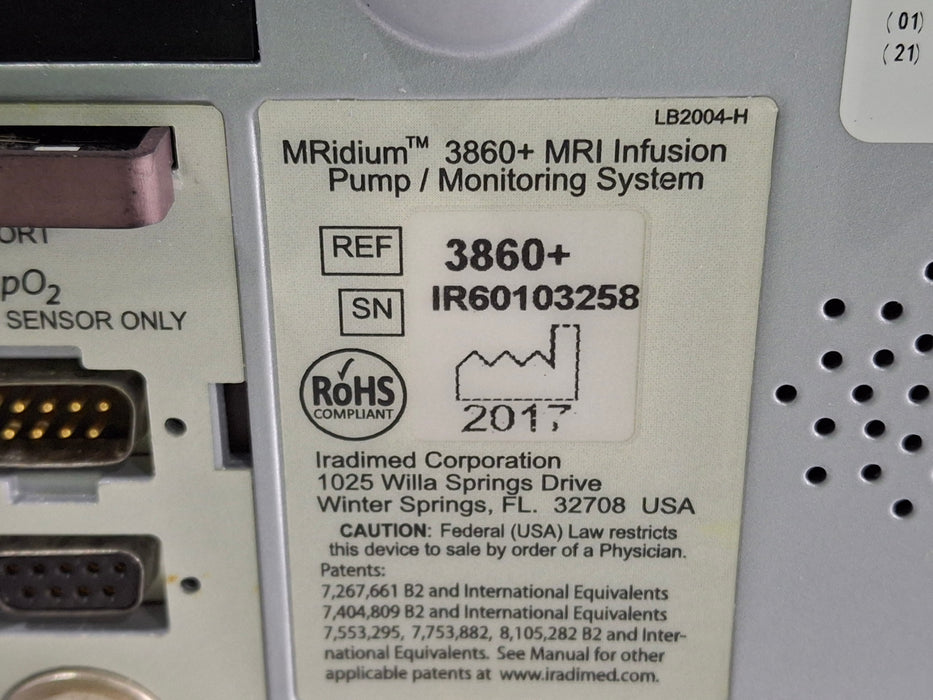 (01)
(21)
LB2004-H
MRidium™ 3860+ MRI Infusion
Pump / Monitoring System
REF 3860+
SN IR60103258
RoHS
COMPLIANT
2017
Iradimed Corporation
1025 Willa Springs Drive
Winter Springs, FL. 32708 USA
CAUTION: Federal (USA) Law restricts
this device to sale by order of a Physician.
Patents:
7,267,661 B2 and International Equivalents
7,404,809 B2 and International Equivalents
7,553,295, 7,753,882, 8,105,282 B2 and Inter-
national Equivalents. See Manual for other
applicable patents at www.iradimed.com.
ORT
pO2
SENSOR ONLY